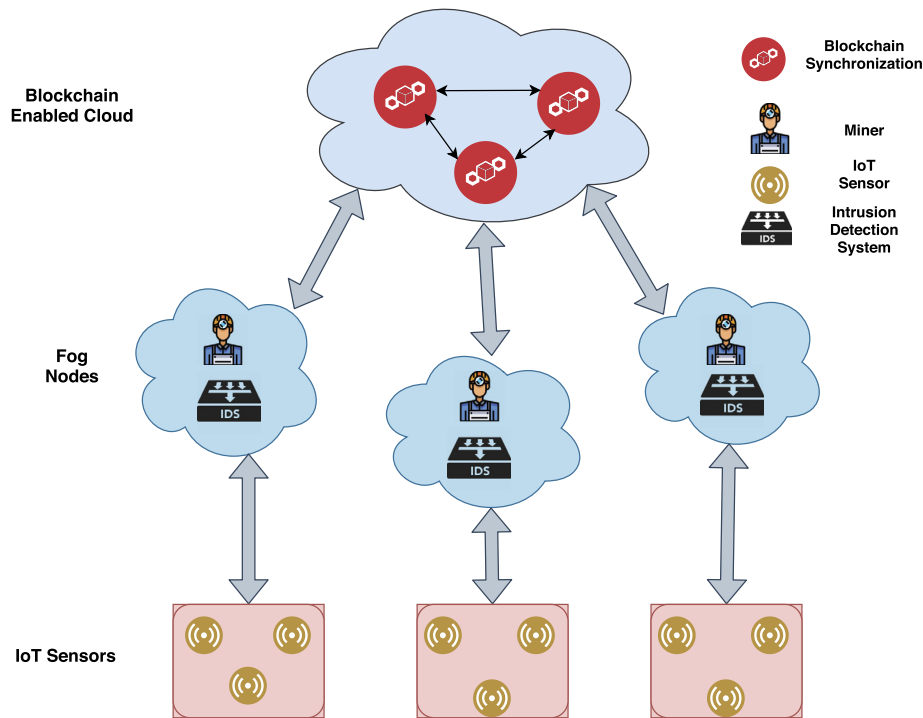 Blockchain
Enabled Cloud
Blockchain
Synchronization
Miner
IoT
Sensor
IDS
Intrusion
Detection
System
Fog
Nodes
IDS
IDS
IDS
IoT Sensors